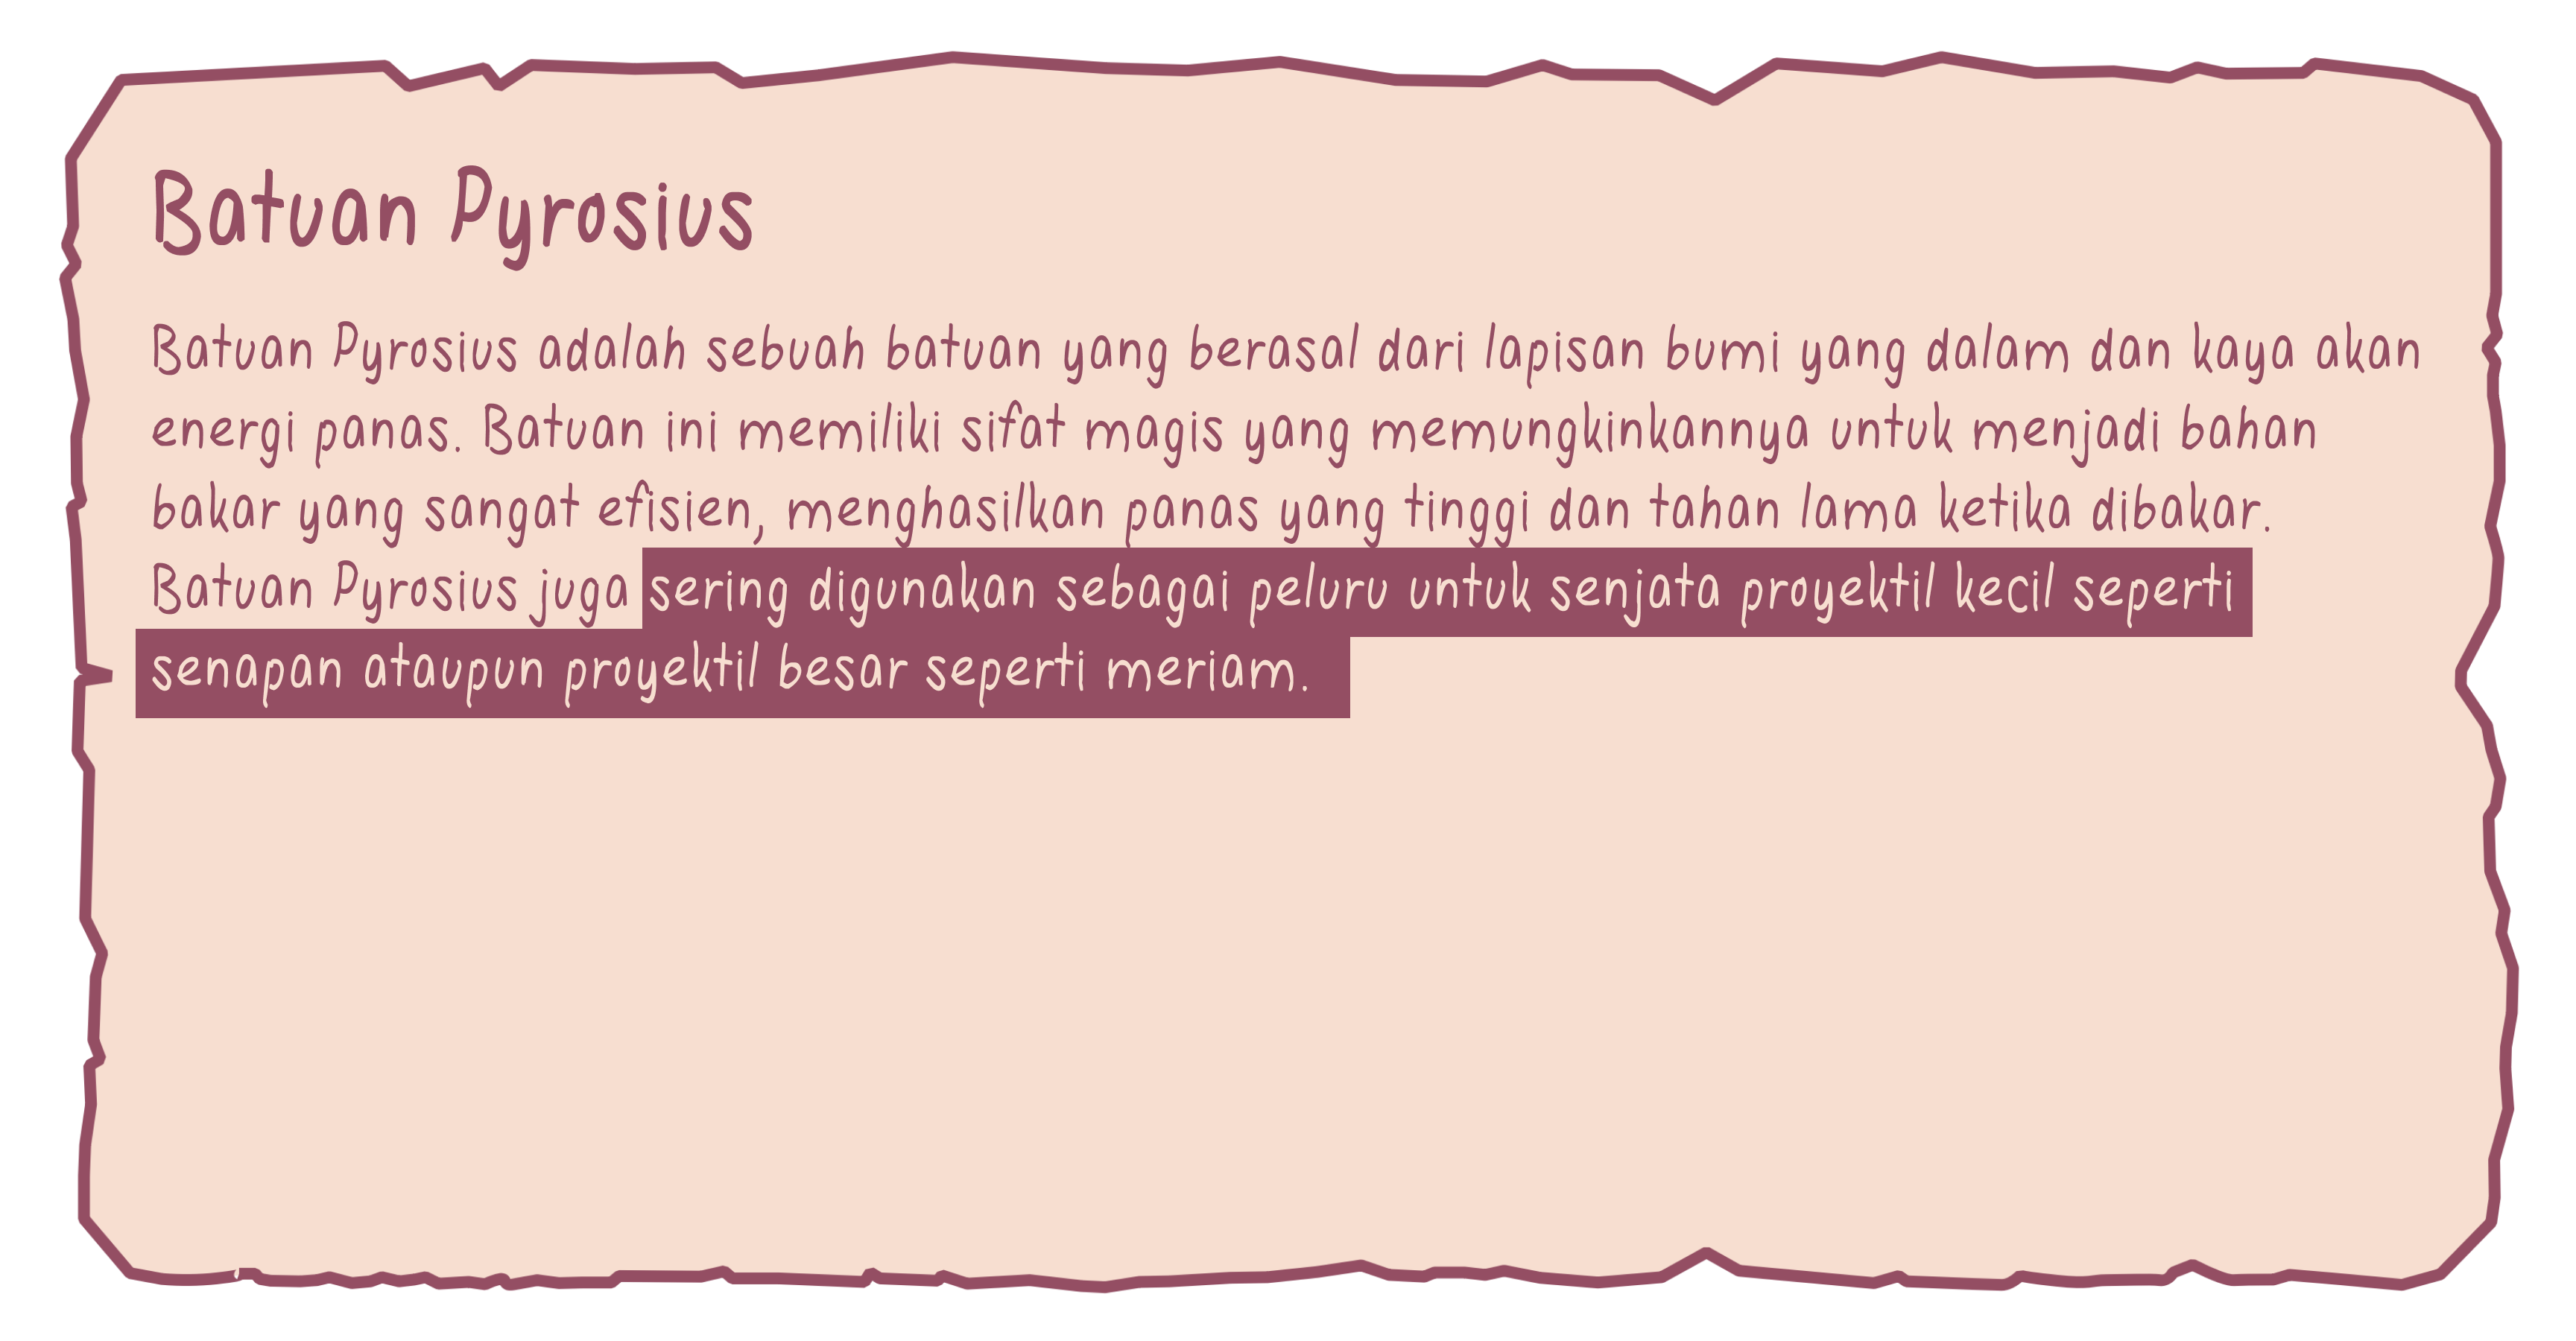 Batuan Pyrosius
Batuan Pyrosius adalah sebuah batuan yang berasal dari lapisan bumi yang dalam dan kaya akan
energi panas. Batuan ini memiliki sifat magis yang memungkinkannya untuk menjadi bahan
bakar yang sangat efisien, menghasilkan panas yang tinggi dan tahan lama ketika dibakar.
Batuan Pyrosius juga sering digunakan sebagai peluru untuk senjata proyektil kecil seperti
senapan ataupun proyektil besar seperti meriam.